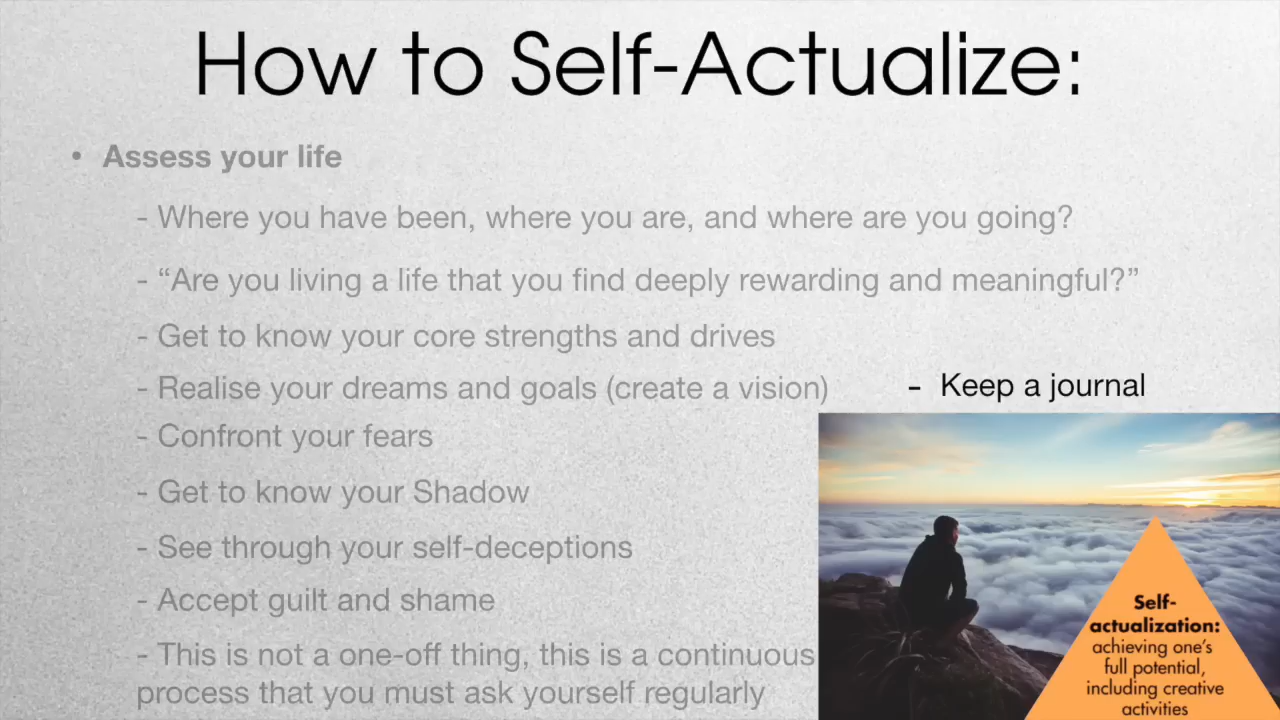 How to Self-Actualize:
• Assess your life
- Where you have been, where you are, and where are you going?
- “Are you living a life that you find deeply rewarding and meaningful?”
- Get to know your core strengths and drives
- Realise your dreams and goals (create a vision)
- Keep a journal
- Confront your fears
- Get to know your Shadow
- See through your self-deceptions
- Accept guilt and shame
- This is not a one-off thing, this is a continuous
process that you must ask yourself regularly
Self-
actualization:
achieving one’s
full potential,
including creative
activities